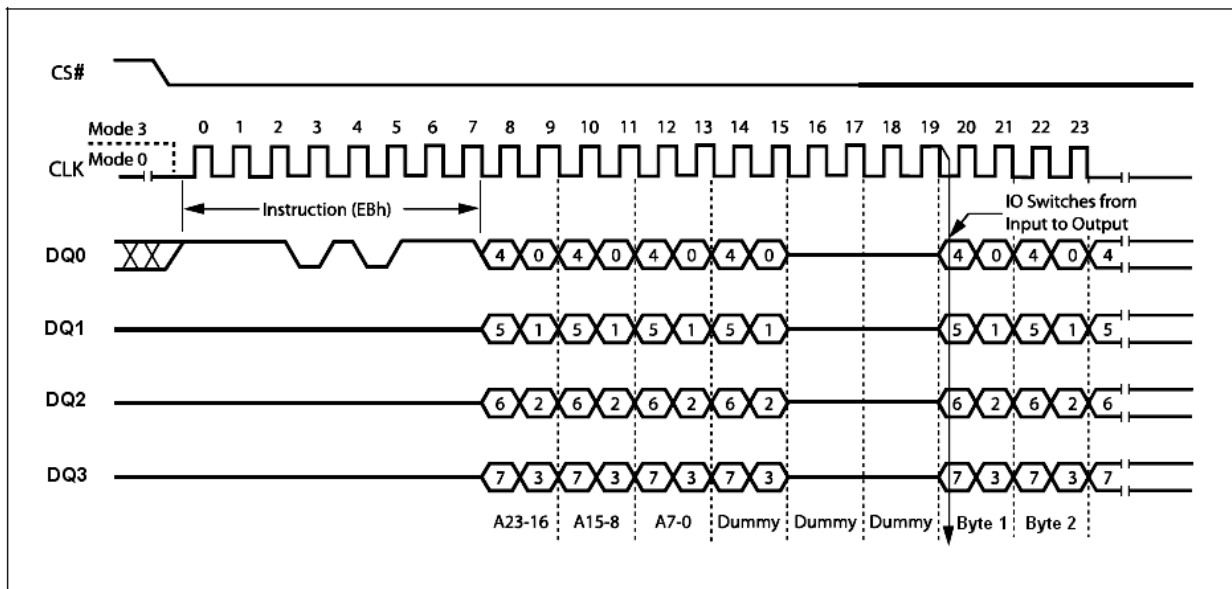 CS#
Mode 3
0 1 2 3 4 5 6 7 8 9 10 11 12 13 14 15 16 17 18 19 20 21 22 23
CLK
Mode 0
Instruction (EBh)
IO Switches from
Input to Output
DQ0
4 0 4 0 4 0 4 0 4 0 4 0 4
DQ1
5 1 5 1 5 1 5 1 5 1 5 1 5
DQ2
6 2 6 2 6 2 6 2 6 2 6 2 6
DQ3
7 3 7 3 7 3 7 3 7 3 7 3 7
A23-16 A15-8 A7-0 Dummy Dummy Dummy Byte 1 Byte 2